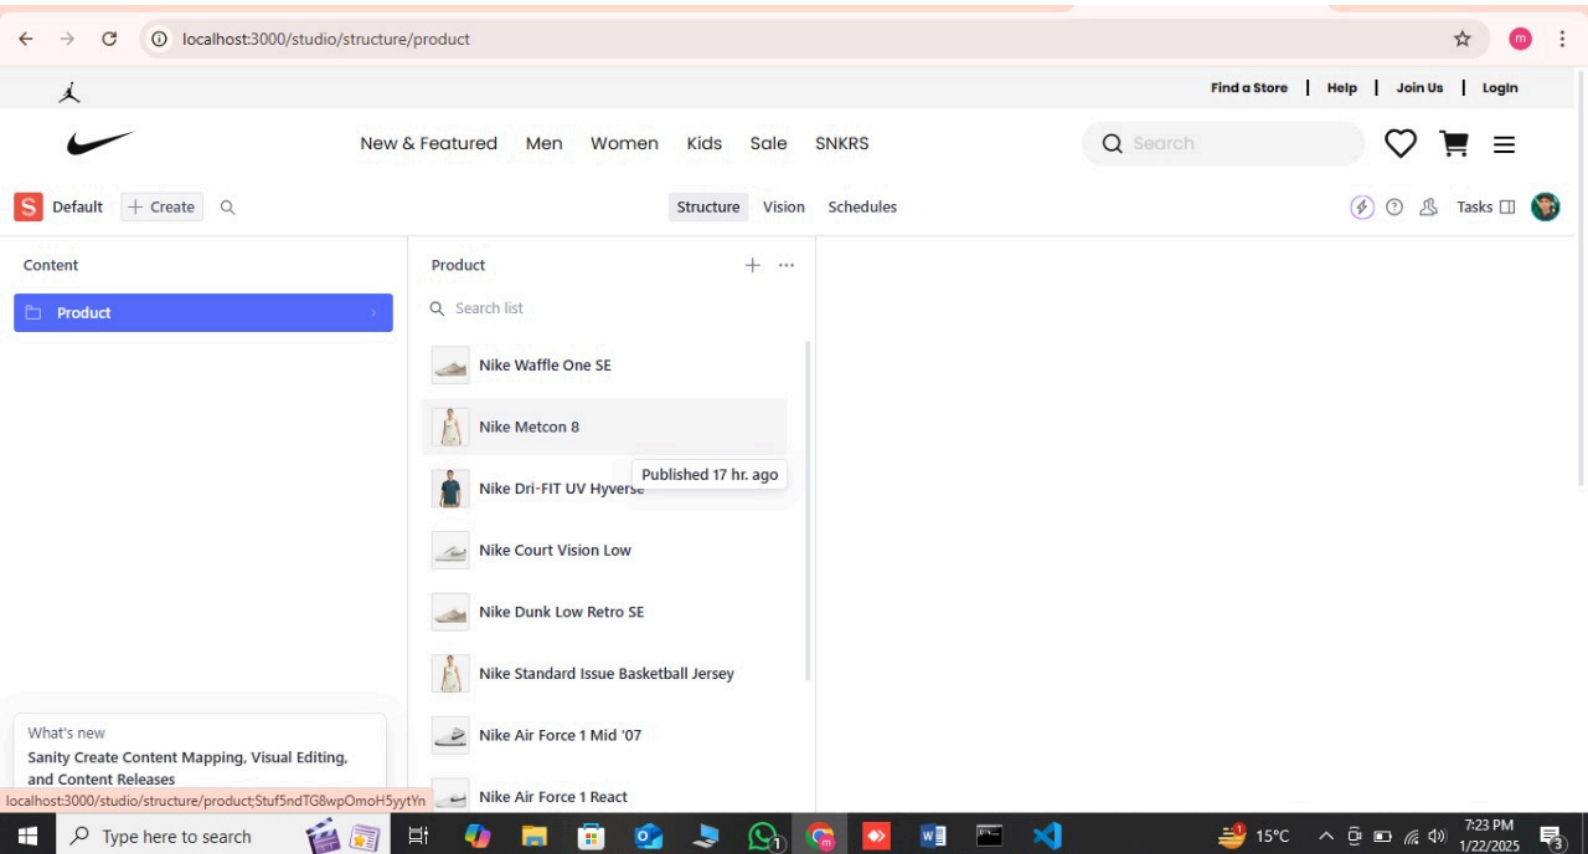 localhost:3000/studio/structure/product
m
Find a Store | Help | Join Us | LogIn
New & Featured Men Women Kids Sale SNKRS
Search
S Default + Create
Structure Vision Schedules
Tasks
Content
Product
Product
Search list
Nike Waffle One SE
Nike Metcon 8
Published 17 hr. ago
Nike Dri-FIT UV Hyverse
Nike Court Vision Low
Nike Dunk Low Retro SE
Nike Standard Issue Basketball Jersey
Nike Air Force 1 Mid '07
Nike Air Force 1 React
What's new
Sanity Create Content Mapping, Visual Editing,
and Content Releases
localhost:3000/studio/structure/product;Stuf5ndTG8wpOmoH5yytYn
Type here to search
1
m
15°C
7:23 PM
1/22/2025
3